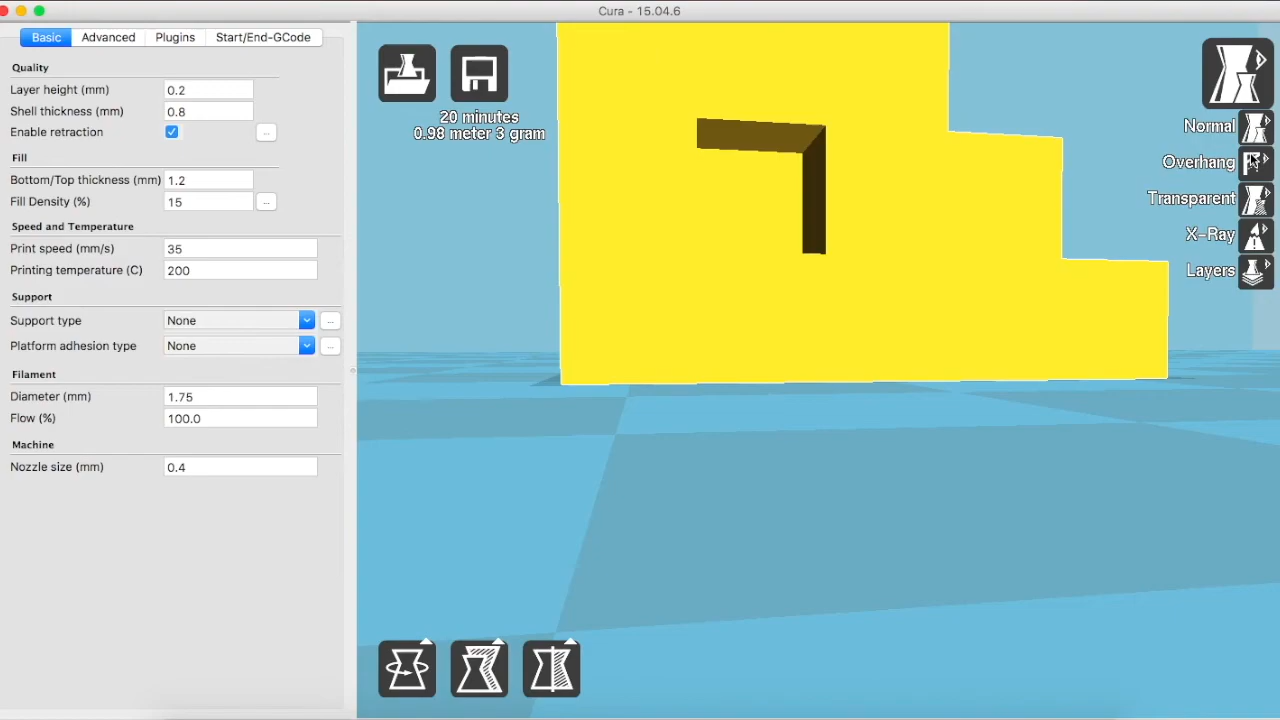 Cura - 15.04.6
Basic Advanced Plugins Start/End-GCode
Quality
Layer height (mm) 0.2
Shell thickness (mm) 0.8
Enable retraction ...
Fill
Bottom/Top thickness (mm) 1.2
Fill Density (%) 15 ...
Speed and Temperature
Print speed (mm/s) 35
Printing temperature (C) 200
Support
Support type None ...
Platform adhesion type None ...
Filament
Diameter (mm) 1.75
Flow (%) 100.0
Machine
Nozzle size (mm) 0.4
20 minutes
0.98 meter 3 gram
Normal
Overhang
Transparent
X-Ray
Layers